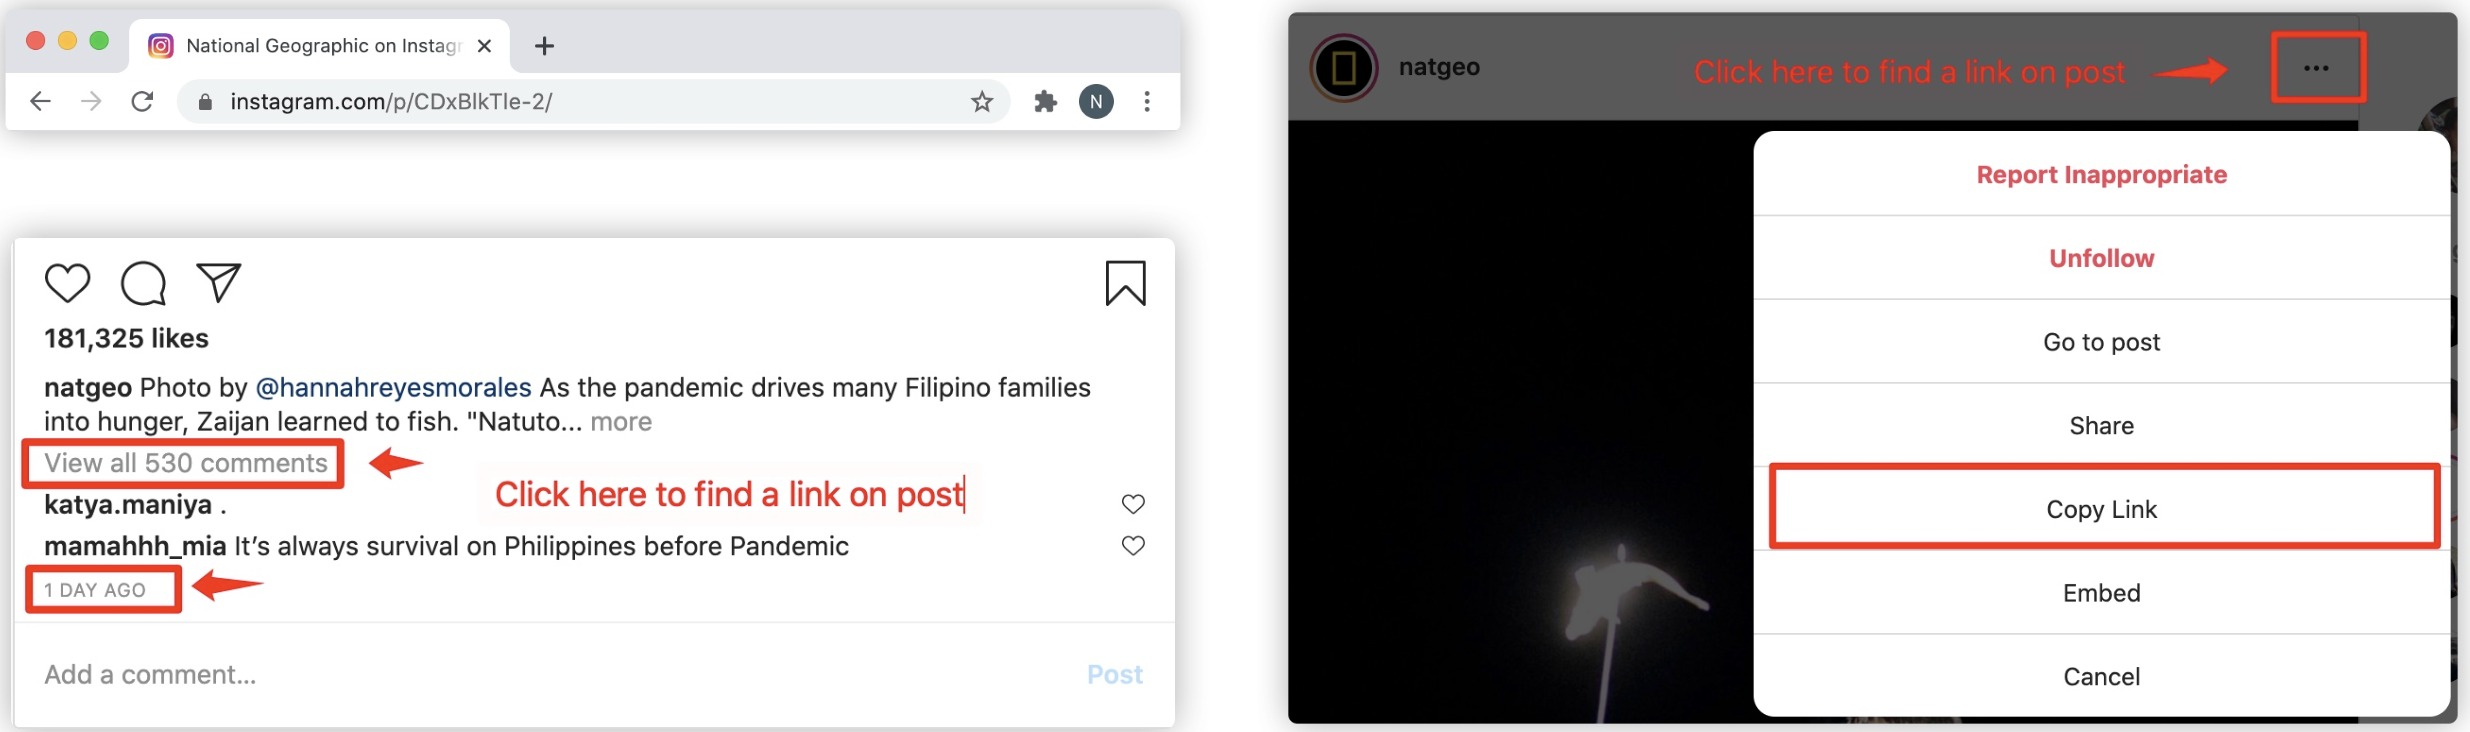 National Geographic on Instagr
instagram.com/p/CDxBlkTle-2/
N
181,325 likes
natgeo Photo by @hannahreyesmorales As the pandemic drives many Filipino families
into hunger, Zaijan learned to fish. "Natuto... more
View all 530 comments
Click here to find a link on post
katya.maniya .
mamahhh_mia It's always survival on Philippines before Pandemic
1 DAY AGO
Add a comment...
Post
natgeo
Click here to find a link on post
Report Inappropriate
Unfollow
Go to post
Share
Copy Link
Embed
Cancel